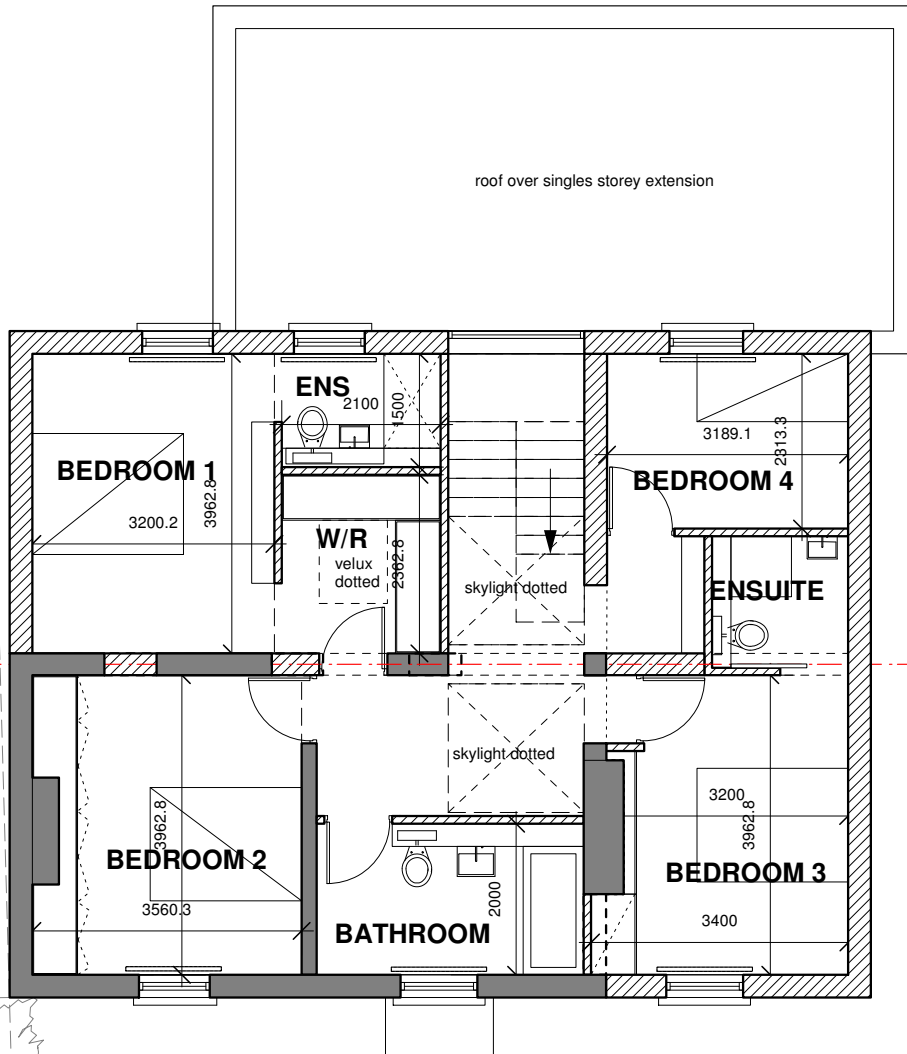 roof over singles storey extension
ENS
2100
1500
3189.1
2313.3
BEDROOM 1
BEDROOM 4
3962.8
3200.2
W/R
velux
dotted
2362.8
skylight dotted
ENSUITE
skylight dotted
3200
3962.8
3962.8
BEDROOM 2
BEDROOM 3
3560.3
2000
3400
BATHROOM